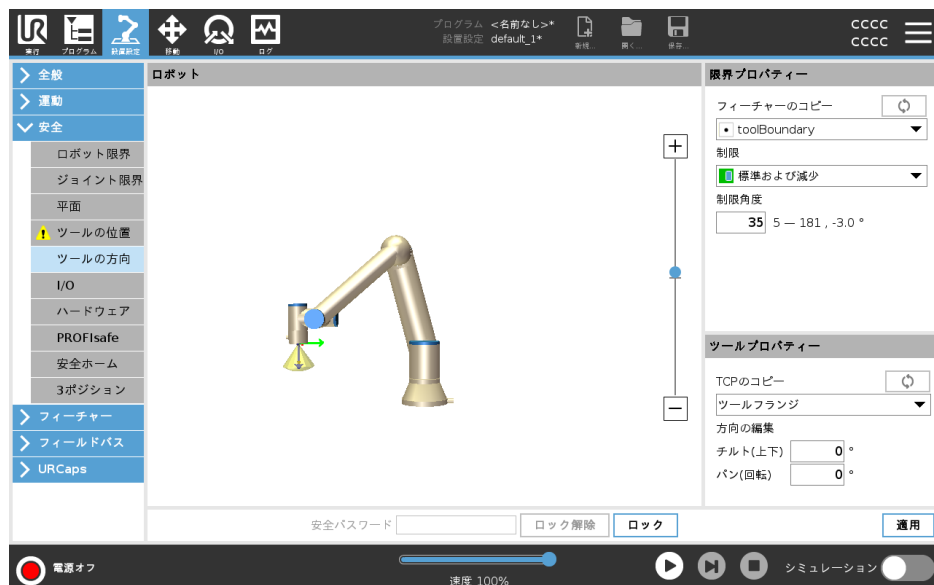 プログラム <名前なし>*
設置設定 default_1*
cccc
cccc
実行 プログラム 設置設定 移動 I/O ログ
新規... 開く... 保存...
全般
運動
安全
ロボット限界
ジョイント限界
平面
ツールの位置
ツールの方向
I/O
ハードウェア
PROFIsafe
安全ホーム
3ポジション
フィーチャー
フィールドバス
URCaps
ロボット
限界プロパティー
フィーチャーのコピー
toolBoundary
制限
標準および減少
制限角度
35 5 — 181 , -3.0 °
ツールプロパティー
TCPのコピー
ツールフランジ
方向の編集
チルト(上下) 0 °
パン(回転) 0 °
安全パスワード ロック解除 ロック 適用
電源オフ
速度 100%
シミュレーション